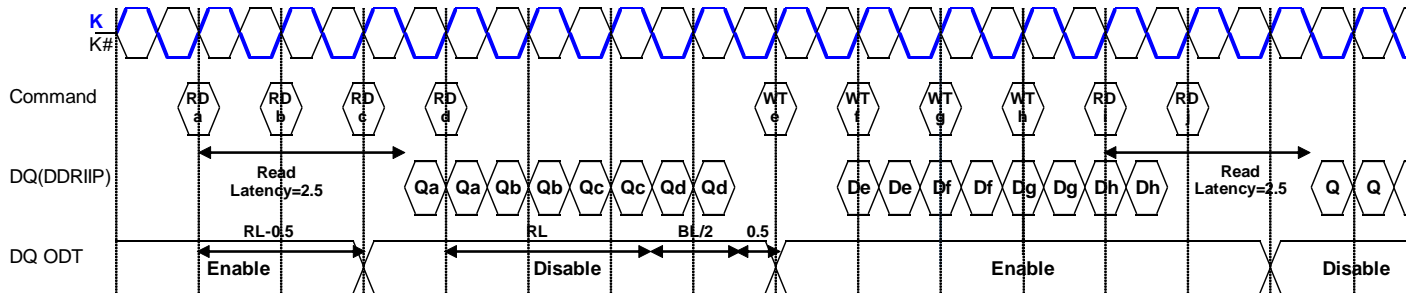 K
K#
Command
RD a
RD b
RD c
RD d
WT e
WT f
WT g
WT h
RD i
RD j
DQ(DDRIIP)
Read
Latency=2.5
Qa Qa Qb Qb Qc Qc Qd Qd
De De Df Df Dg Dg Dh Dh
Read
Latency=2.5
Q Q
DQ ODT
RL-0.5
RL
BL/2
0.5
Enable
Disable
Enable
Disable